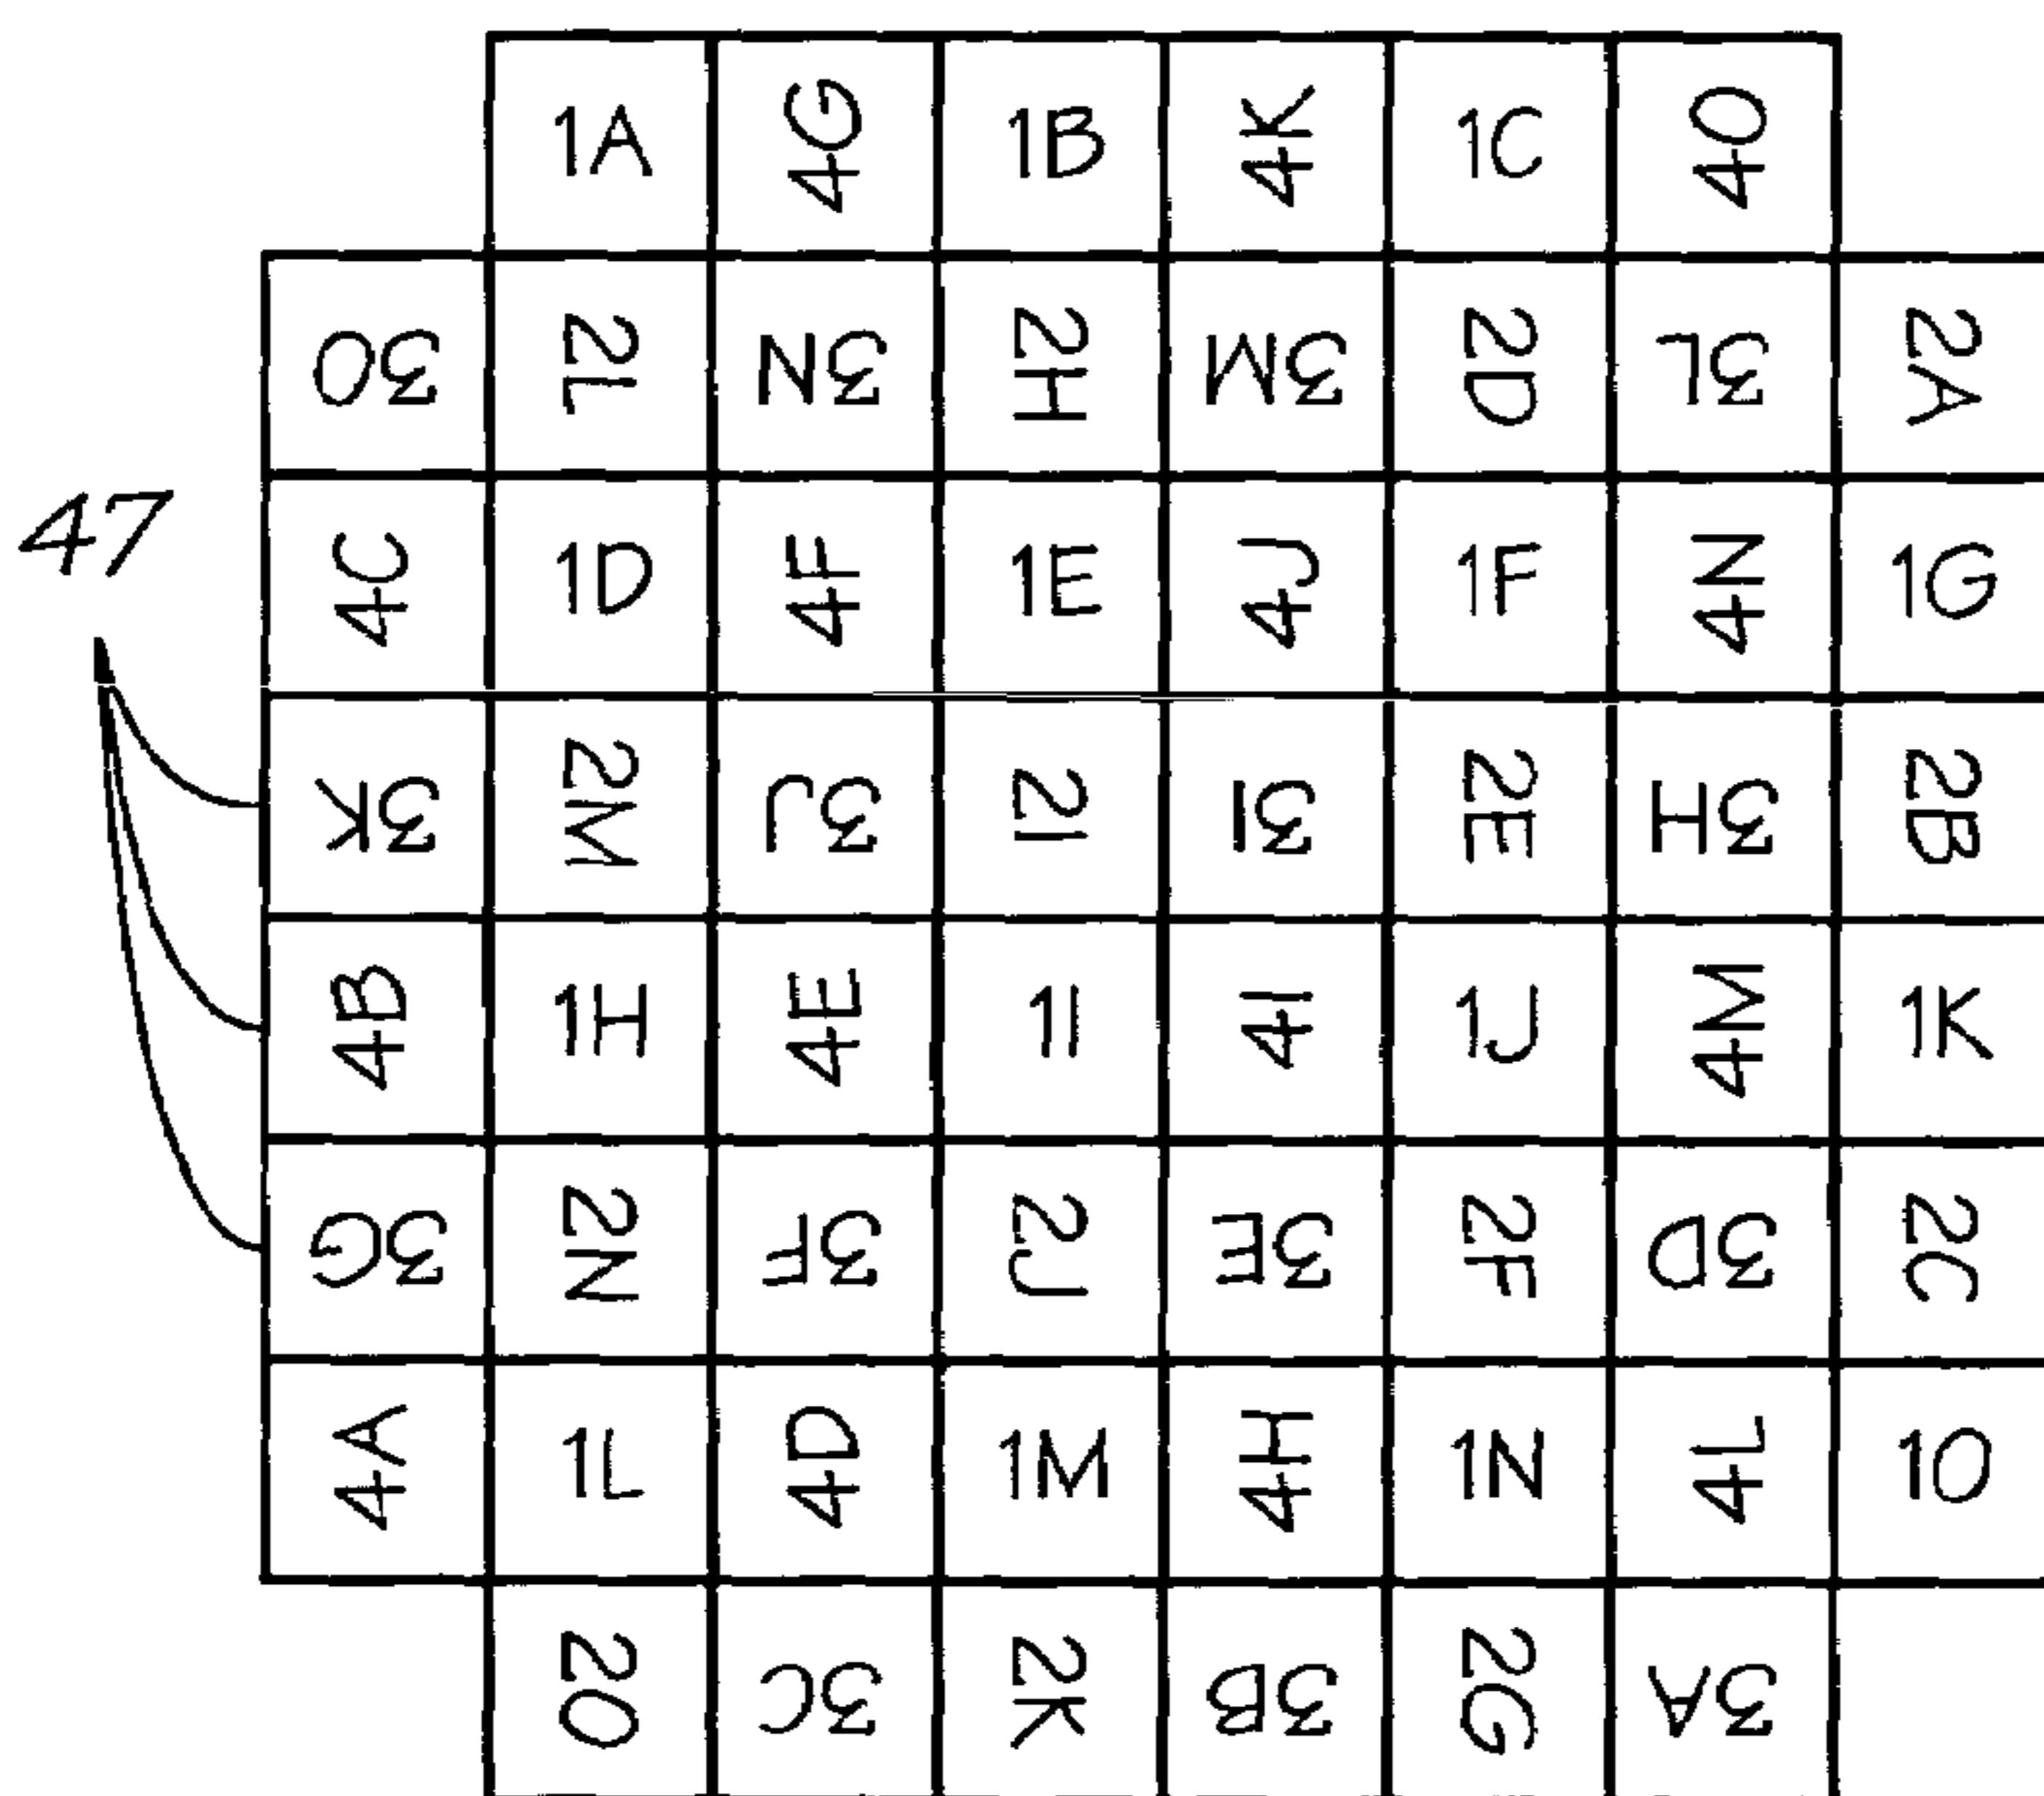 1A 4G 1B 4K 1C 4O
3O 2L 3N 2H 3M 2D 3L 2A
47
4C 1D 4F 1E 4J 1F 4N 1G
3K 2M 3J 2I 3I 2E 3H 2B
4B 1H 4E 1I 4I 1J 4M 1K
3G 2N 3F 2J 3E 2F 3D 2C
4A 1L 4D 1M 4H 1N 4L 1O
2O 3C 2K 3B 2G 3A